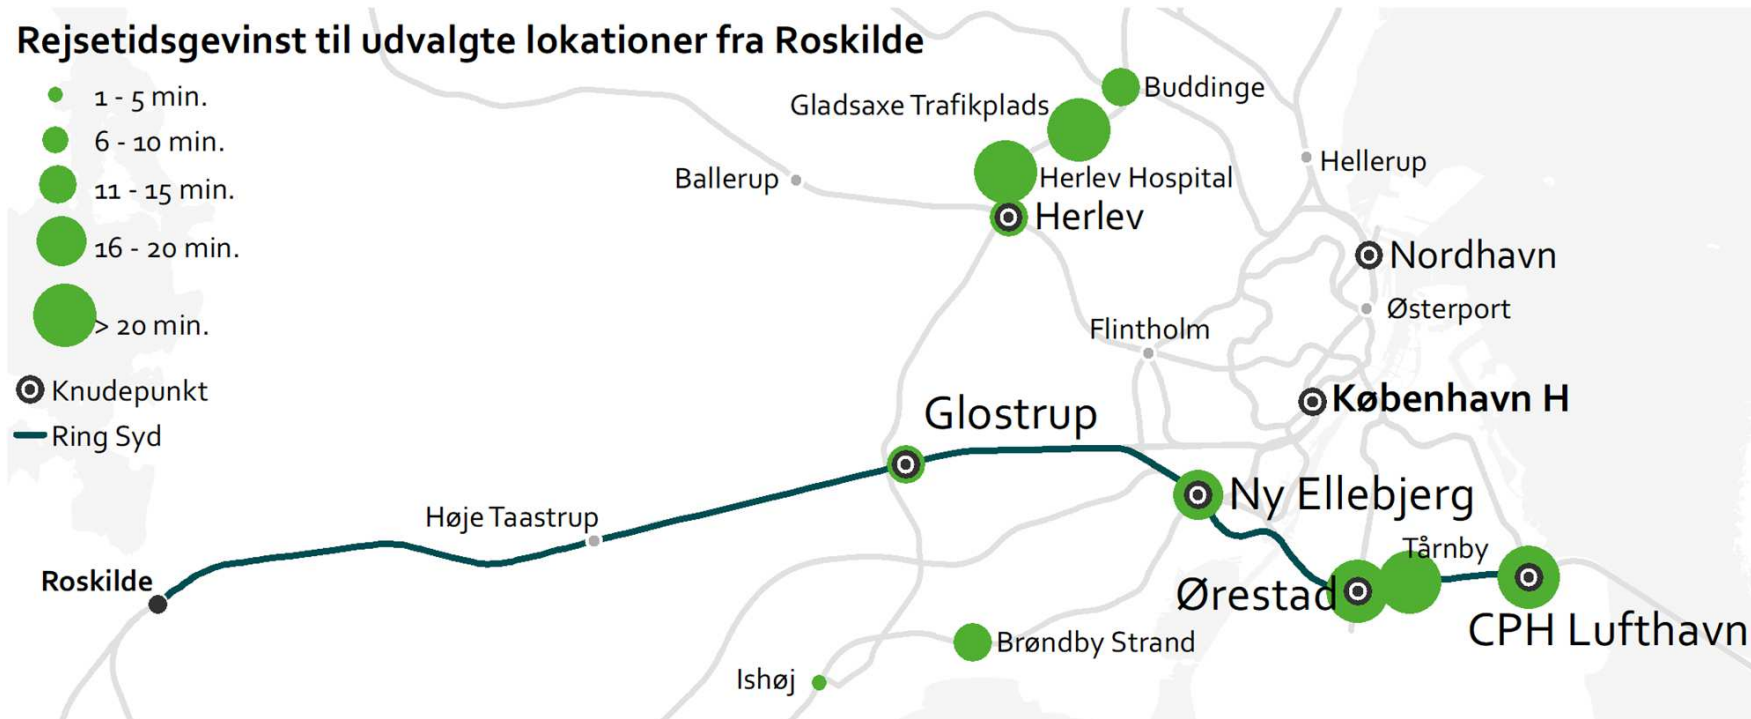 Rejsetidsgevinst til udvalgte lokationer fra Roskilde
1 - 5 min.
6 - 10 min.
11 - 15 min.
16 - 20 min.
> 20 min.
Knudepunkt
Ring Syd
Buddinge
Gladsaxe Trafikplads
Hellerup
Ballerup
Herlev Hospital
Herlev
Nordhavn
Østerport
Flintholm
København H
Glostrup
Ny Ellebjerg
Høje Taastrup
Tårnby
Roskilde
Ørestad
CPH Lufthavn
Brøndby Strand
Ishøj